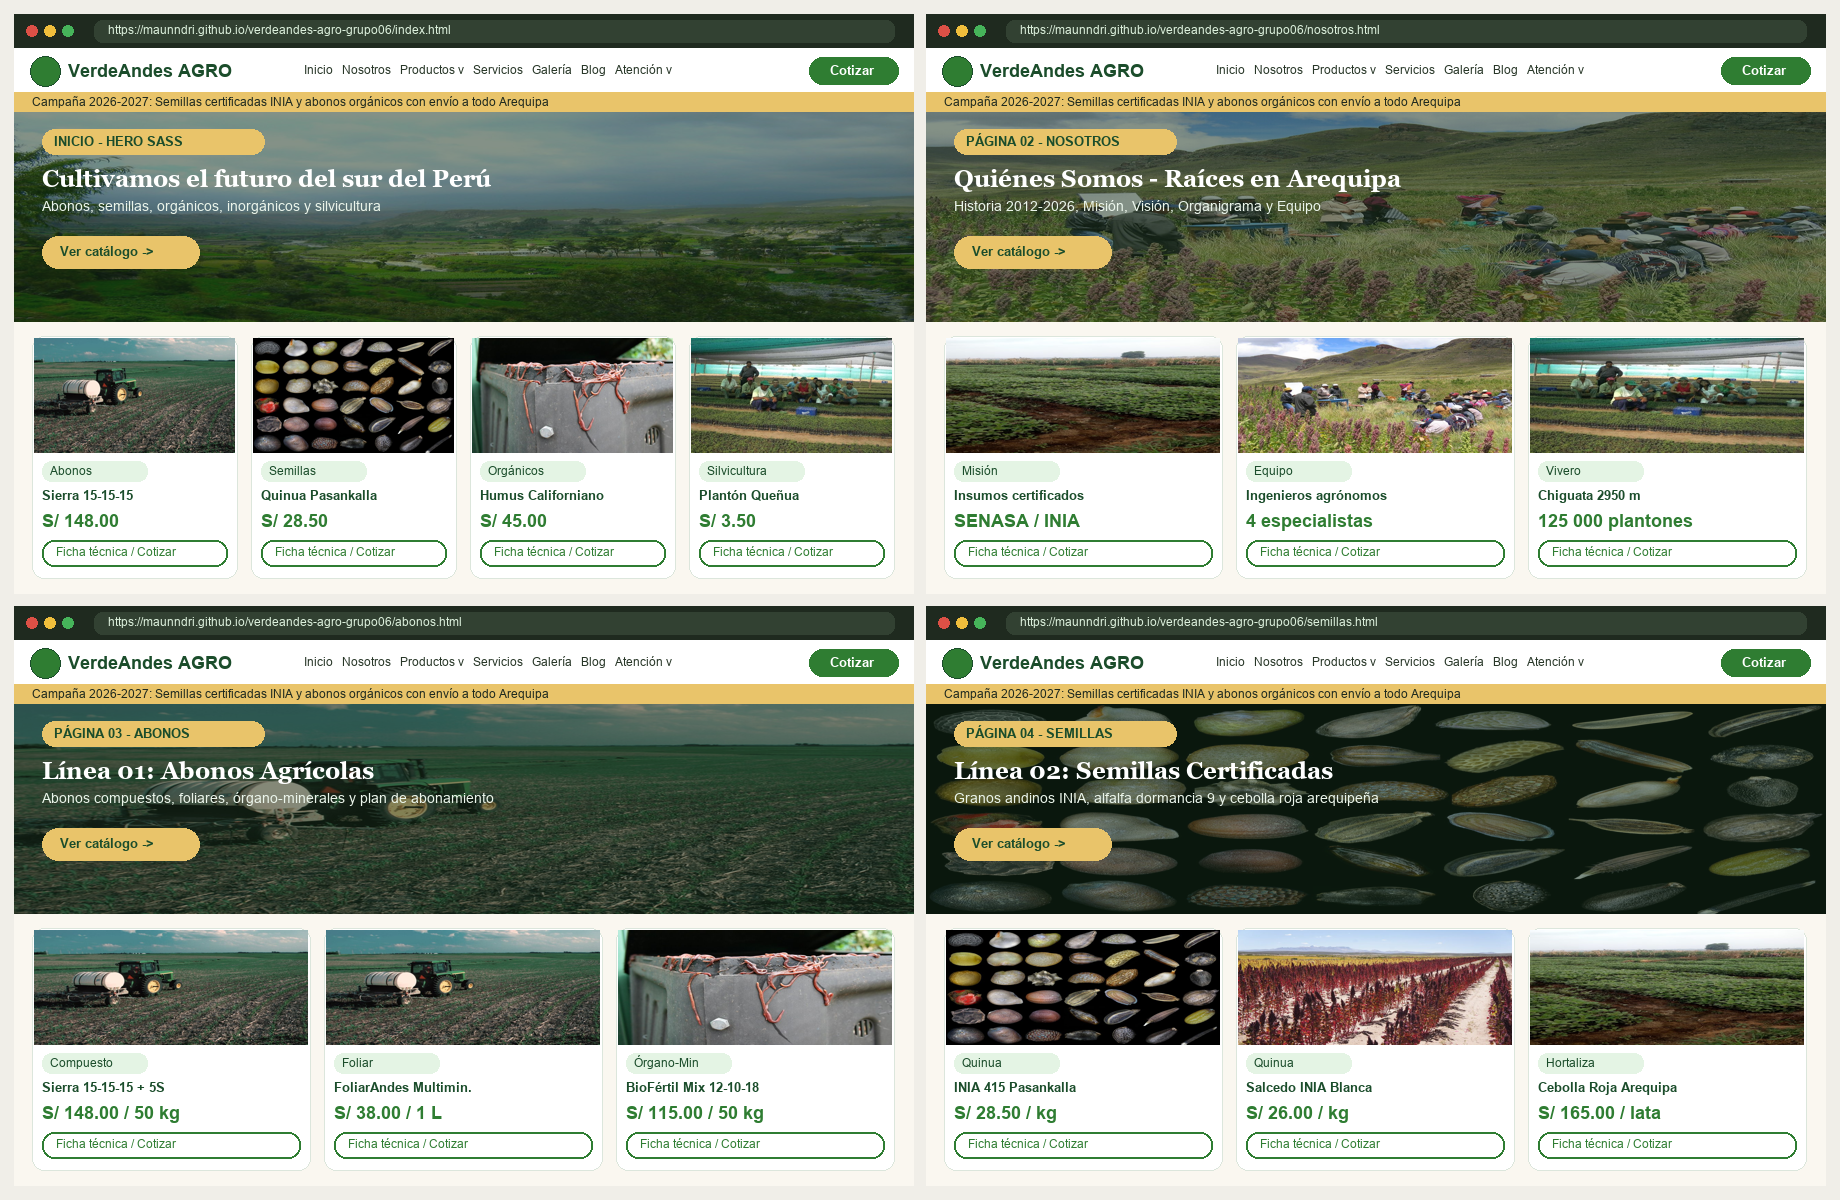 https://maunndri.github.io/verdeandes-agro-grupo06/index.html
VerdeAndes AGRO
Inicio Nosotros Productos v Servicios Galería Blog Atención v
Cotizar
Campaña 2026-2027: Semillas certificadas INIA y abonos orgánicos con envío a todo Arequipa
INICIO - HERO SASS
Cultivamos el futuro del sur del Perú
Abonos, semillas, orgánicos, inorgánicos y silvicultura
Ver catálogo ->
Abonos
Sierra 15-15-15
S/ 148.00
Ficha técnica / Cotizar
Semillas
Quinua Pasankalla
S/ 28.50
Ficha técnica / Cotizar
Orgánicos
Humus Californiano
S/ 45.00
Ficha técnica / Cotizar
Silvicultura
Plantón Queñua
S/ 3.50
Ficha técnica / Cotizar
https://maunndri.github.io/verdeandes-agro-grupo06/nosotros.html
VerdeAndes AGRO
Inicio Nosotros Productos v Servicios Galería Blog Atención v
Cotizar
Campaña 2026-2027: Semillas certificadas INIA y abonos orgánicos con envío a todo Arequipa
PÁGINA 02 - NOSOTROS
Quiénes Somos - Raíces en Arequipa
Historia 2012-2026, Misión, Visión, Organigrama y Equipo
Ver catálogo ->
Misión
Insumos certificados
SENASA / INIA
Ficha técnica / Cotizar
Equipo
Ingenieros agrónomos
4 especialistas
Ficha técnica / Cotizar
Vivero
Chiguata 2950 m
125 000 plantones
Ficha técnica / Cotizar
https://maunndri.github.io/verdeandes-agro-grupo06/abonos.html
VerdeAndes AGRO
Inicio Nosotros Productos v Servicios Galería Blog Atención v
Cotizar
Campaña 2026-2027: Semillas certificadas INIA y abonos orgánicos con envío a todo Arequipa
PÁGINA 03 - ABONOS
Línea 01: Abonos Agrícolas
Abonos compuestos, foliares, órgano-minerales y plan de abonamiento
Ver catálogo ->
Compuesto
Sierra 15-15-15 + 5S
S/ 148.00 / 50 kg
Ficha técnica / Cotizar
Foliar
FoliarAndes Multimin.
S/ 38.00 / 1 L
Ficha técnica / Cotizar
Órgano-Min
BioFértil Mix 12-10-18
S/ 115.00 / 50 kg
Ficha técnica / Cotizar
https://maunndri.github.io/verdeandes-agro-grupo06/semillas.html
VerdeAndes AGRO
Inicio Nosotros Productos v Servicios Galería Blog Atención v
Cotizar
Campaña 2026-2027: Semillas certificadas INIA y abonos orgánicos con envío a todo Arequipa
PÁGINA 04 - SEMILLAS
Línea 02: Semillas Certificadas
Granos andinos INIA, alfalfa dormancia 9 y cebolla roja arequipeña
Ver catálogo ->
Quinua
INIA 415 Pasankalla
S/ 28.50 / kg
Ficha técnica / Cotizar
Quinua
Salcedo INIA Blanca
S/ 26.00 / kg
Ficha técnica / Cotizar
Hortaliza
Cebolla Roja Arequipa
S/ 165.00 / lata
Ficha técnica / Cotizar